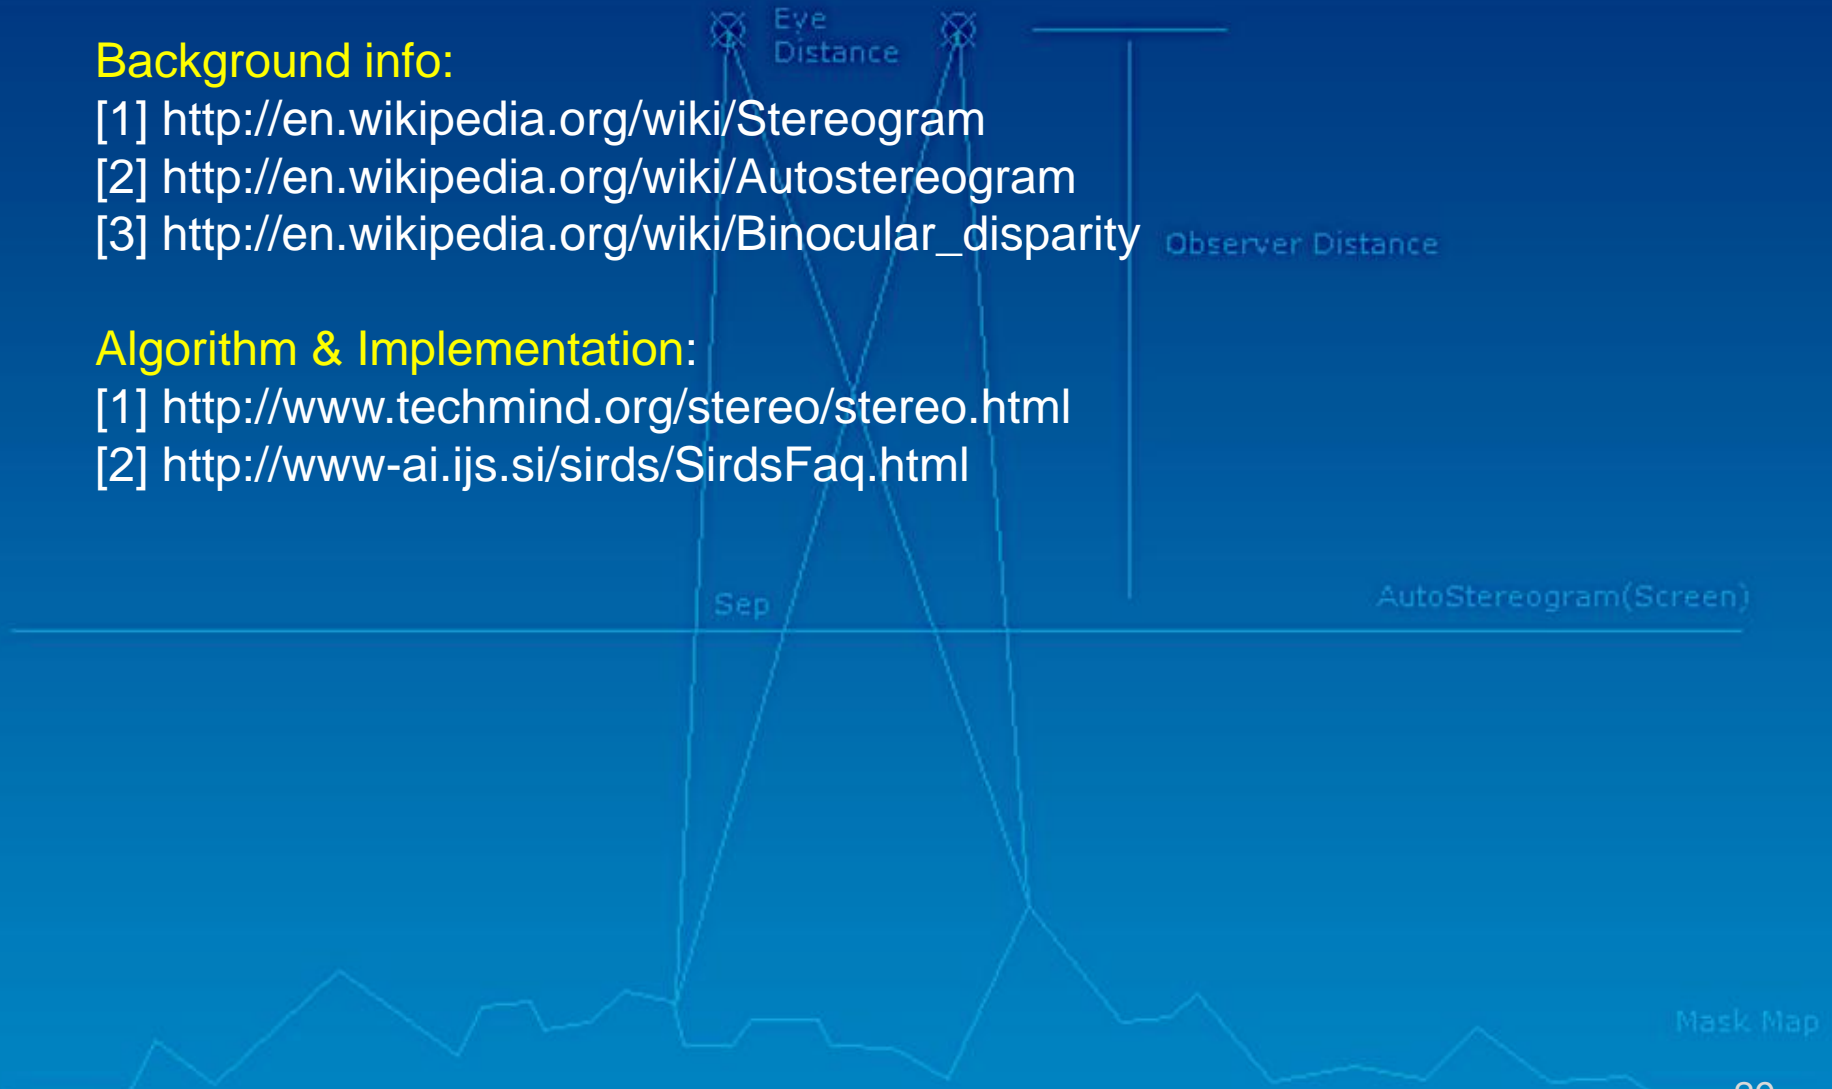 Eye
Distance
Background info:
[1] http://en.wikipedia.org/wiki/Stereogram
[2] http://en.wikipedia.org/wiki/Autostereogram
[3] http://en.wikipedia.org/wiki/Binocular_disparity
Observer Distance
Algorithm & Implementation:
[1] http://www.techmind.org/stereo/stereo.html
[2] http://www-ai.ijs.si/sirds/SirdsFaq.html
Sep
AutoStereogram(Screen)
Mask Map